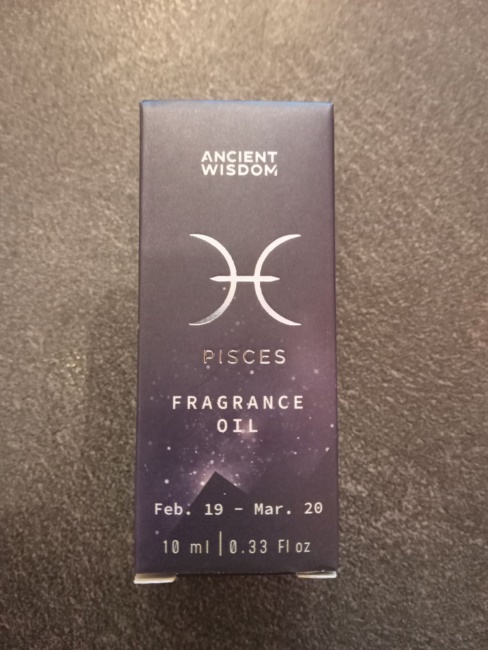 ANCIENT
WISDOM
PISCES
FRAGRANCE
OIL
Feb. 19 - Mar. 20
10 ml | 0.33 Fl oz